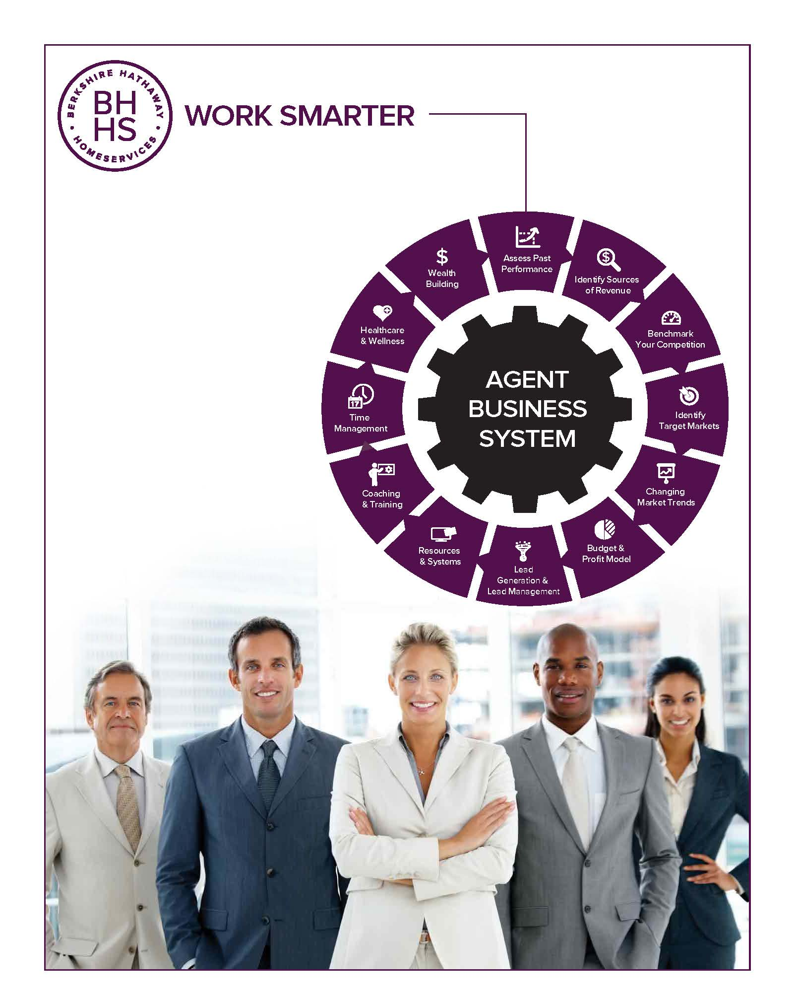 BERKSHIRE HATHAWAY
BH
HS
HOMESERVICES
WORK SMARTER
Assess Past
Performance
Identify Sources
of Revenue
Benchmark
Your Competition
Identify
Target Markets
Changing
Market Trends
Budget &
Profit Model
Lead
Generation &
Lead Management
Resources
& Systems
Coaching
& Training
17
Time
Management
Healthcare
& Wellness
$
Wealth
Building
$
AGENT
BUSINESS
SYSTEM